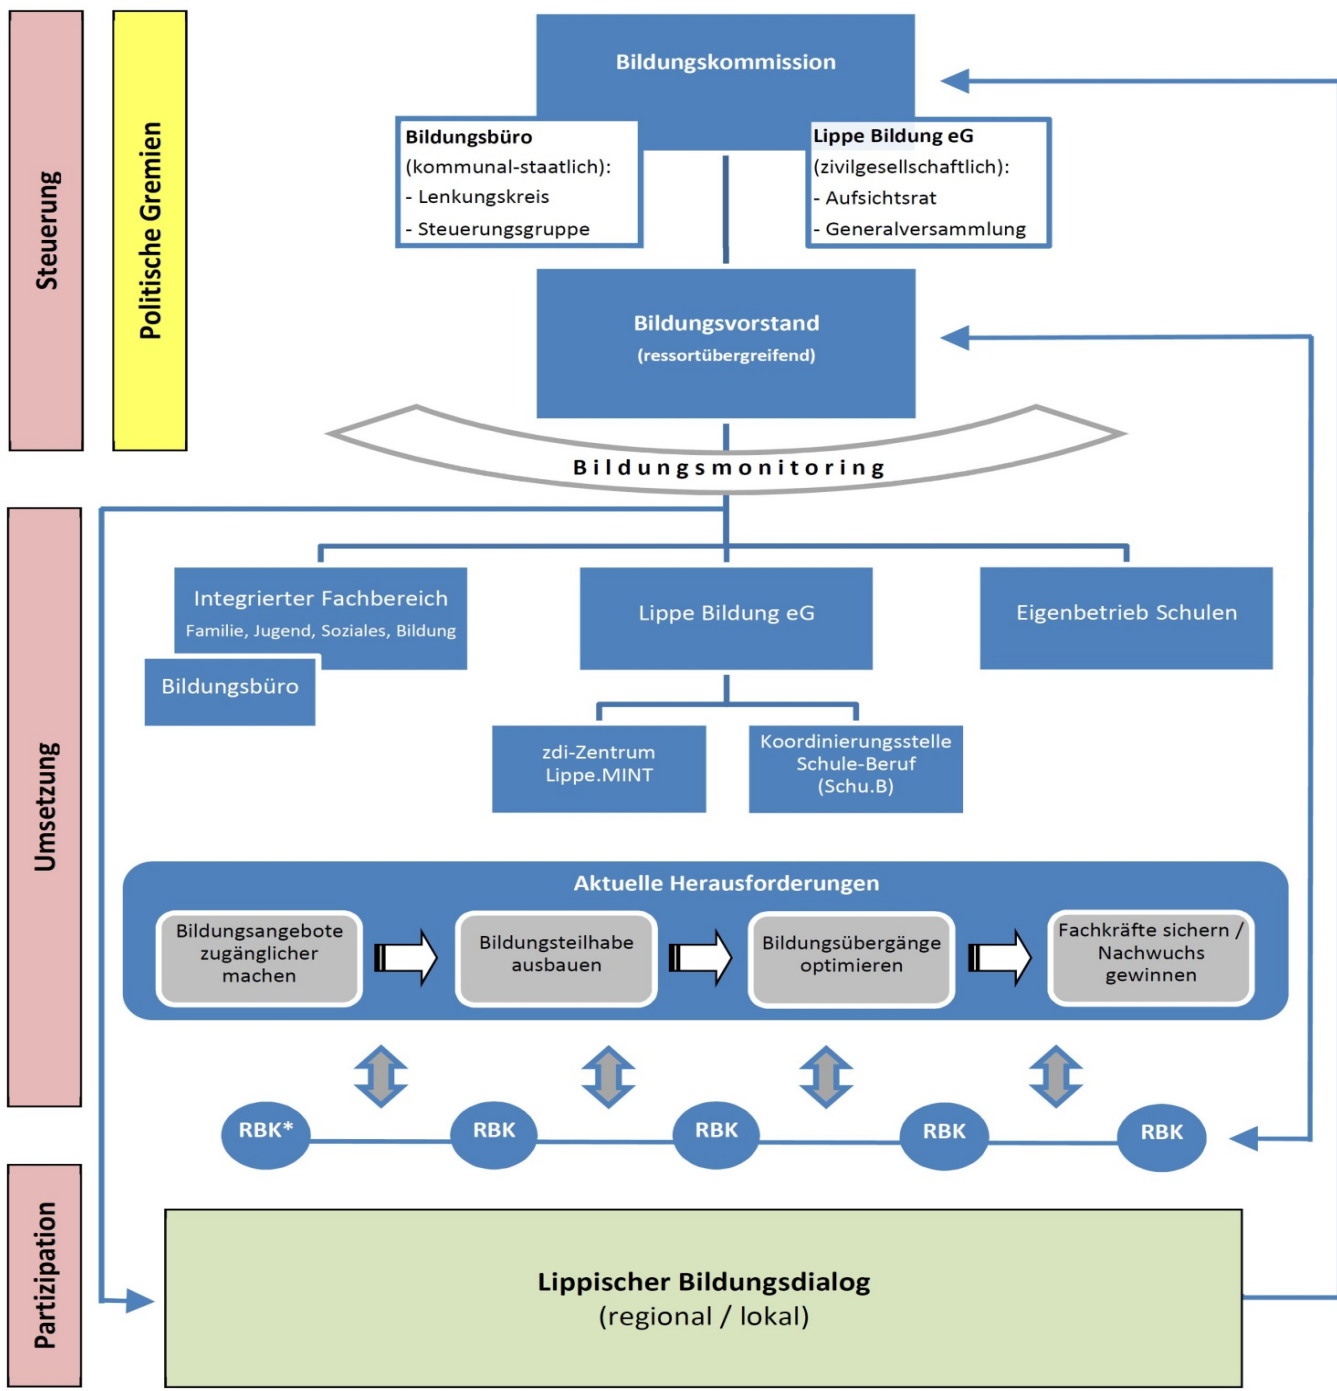 Steuerung
Politische Gremien
Bildungskommission
Bildungsbüro
(kommunal-staatlich):
- Lenkungskreis
- Steuerungsgruppe
Lippe Bildung eG
(zivilgesellschaftlich):
- Aufsichtsrat
- Generalversammlung
Bildungsvorstand
(ressortübergreifend)
Bildungsmonitoring
Umsetzung
Integrierter Fachbereich
Familie, Jugend, Soziales, Bildung
Bildungsbüro
Lippe Bildung eG
Eigenbetrieb Schulen
zdi-Zentrum
Lippe.MINT
Koordinierungsstelle
Schule-Beruf
(Schu.B)
Aktuelle Herausforderungen
Bildungsangebote
zugänglicher
machen
Bildungsteilhabe
ausbauen
Bildungsübergänge
optimieren
Fachkräfte sichern /
Nachwuchs
gewinnen
RBK*
RBK
RBK
RBK
RBK
Partizipation
Lippischer Bildungsdialog
(regional / lokal)